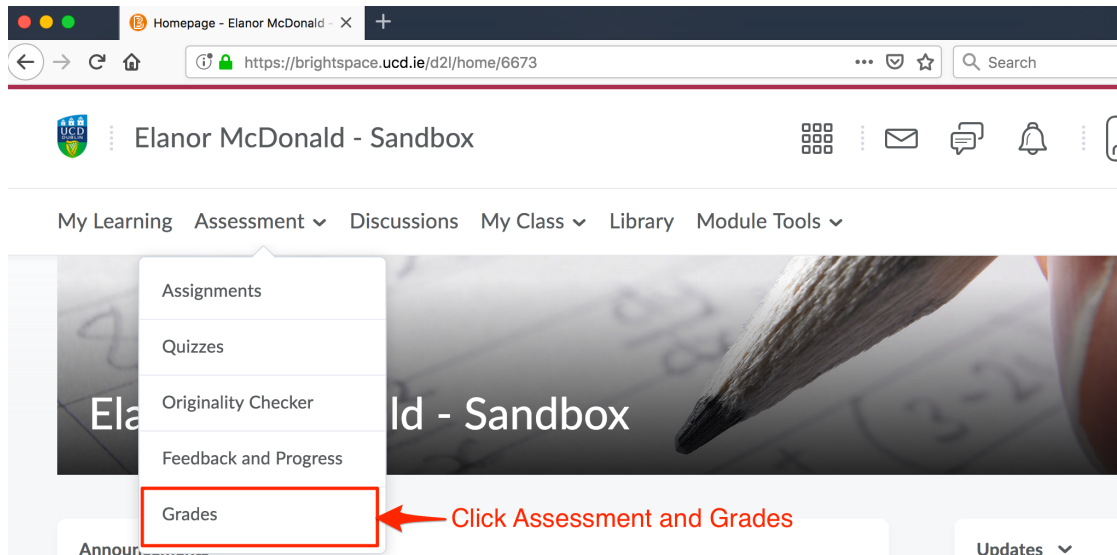 Homepage - Elanor McDonald -
https://brightspace.ucd.ie/d2l/home/6673
Search
UCD
DUBLIN
Elanor McDonald - Sandbox
My Learning Assessment Discussions My Class Library Module Tools
Assignments
Quizzes
Originality Checker
Feedback and Progress
Grades
Click Assessment and Grades
ld - Sandbox
Updates